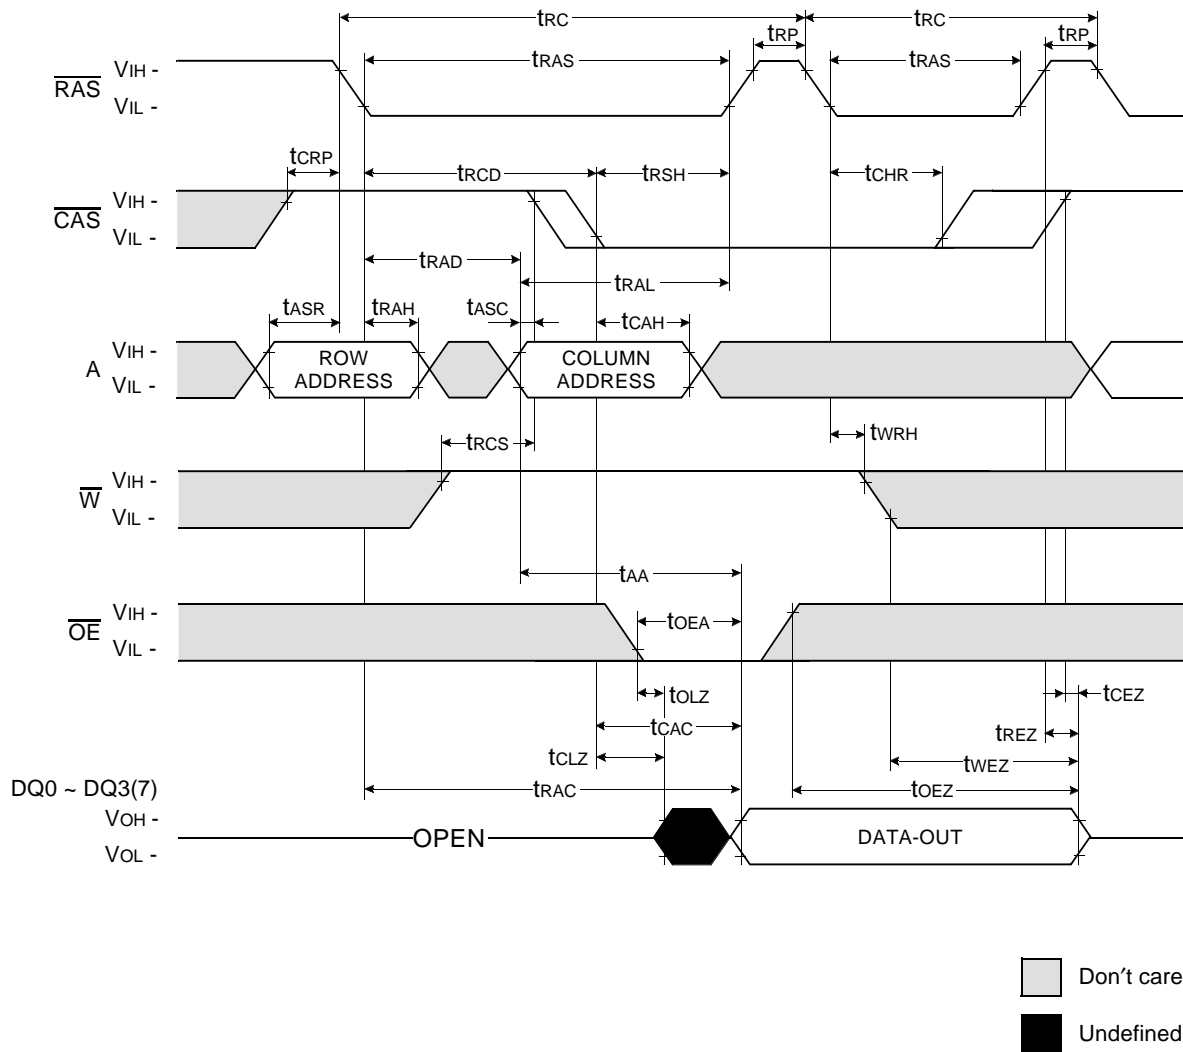 tRC tRC
tRP tRP
tRAS tRAS
RAS VIH -
VIL -
tCRP tRCD tRSH tCHR
CAS VIH -
VIL -
tRAD
tRAL
tASR tRAH tASC tCAH
A VIH -
VIL -
ROW ADDRESS
COLUMN ADDRESS
tRCS tWRH
W VIH -
VIL -
tAA
OE VIH -
VIL -
tOEA
tOLZ tCEZ
tCAC tREZ
tCLZ tWEZ
DQ0 ~ DQ3(7) tRAC tOEZ
VOH -
VOL -
OPEN DATA-OUT
Don′t care
Undefined